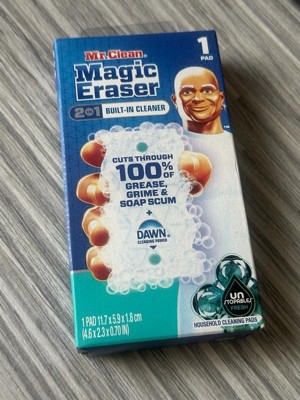 Mr. Clean
1
PAD
Magic
Eraser
2in1 BUILT-IN CLEANER
CUTS THROUGH
100% OF
GREASE,
GRIME &
SOAP SCUM
+
DAWN
CLEANING POWER
UN
STOPABLES
FRESH
1 PAD 11.7 x 5.9 x 1.8 cm
(4.6 x 2.3 x 0.70 IN)
HOUSEHOLD CLEANING PADS